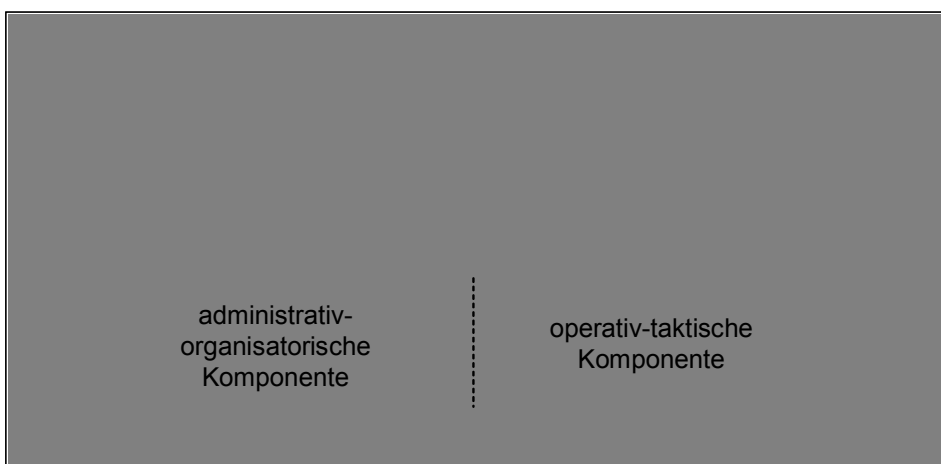 administrativ-
organisatorische
Komponente
operativ-taktische
Komponente